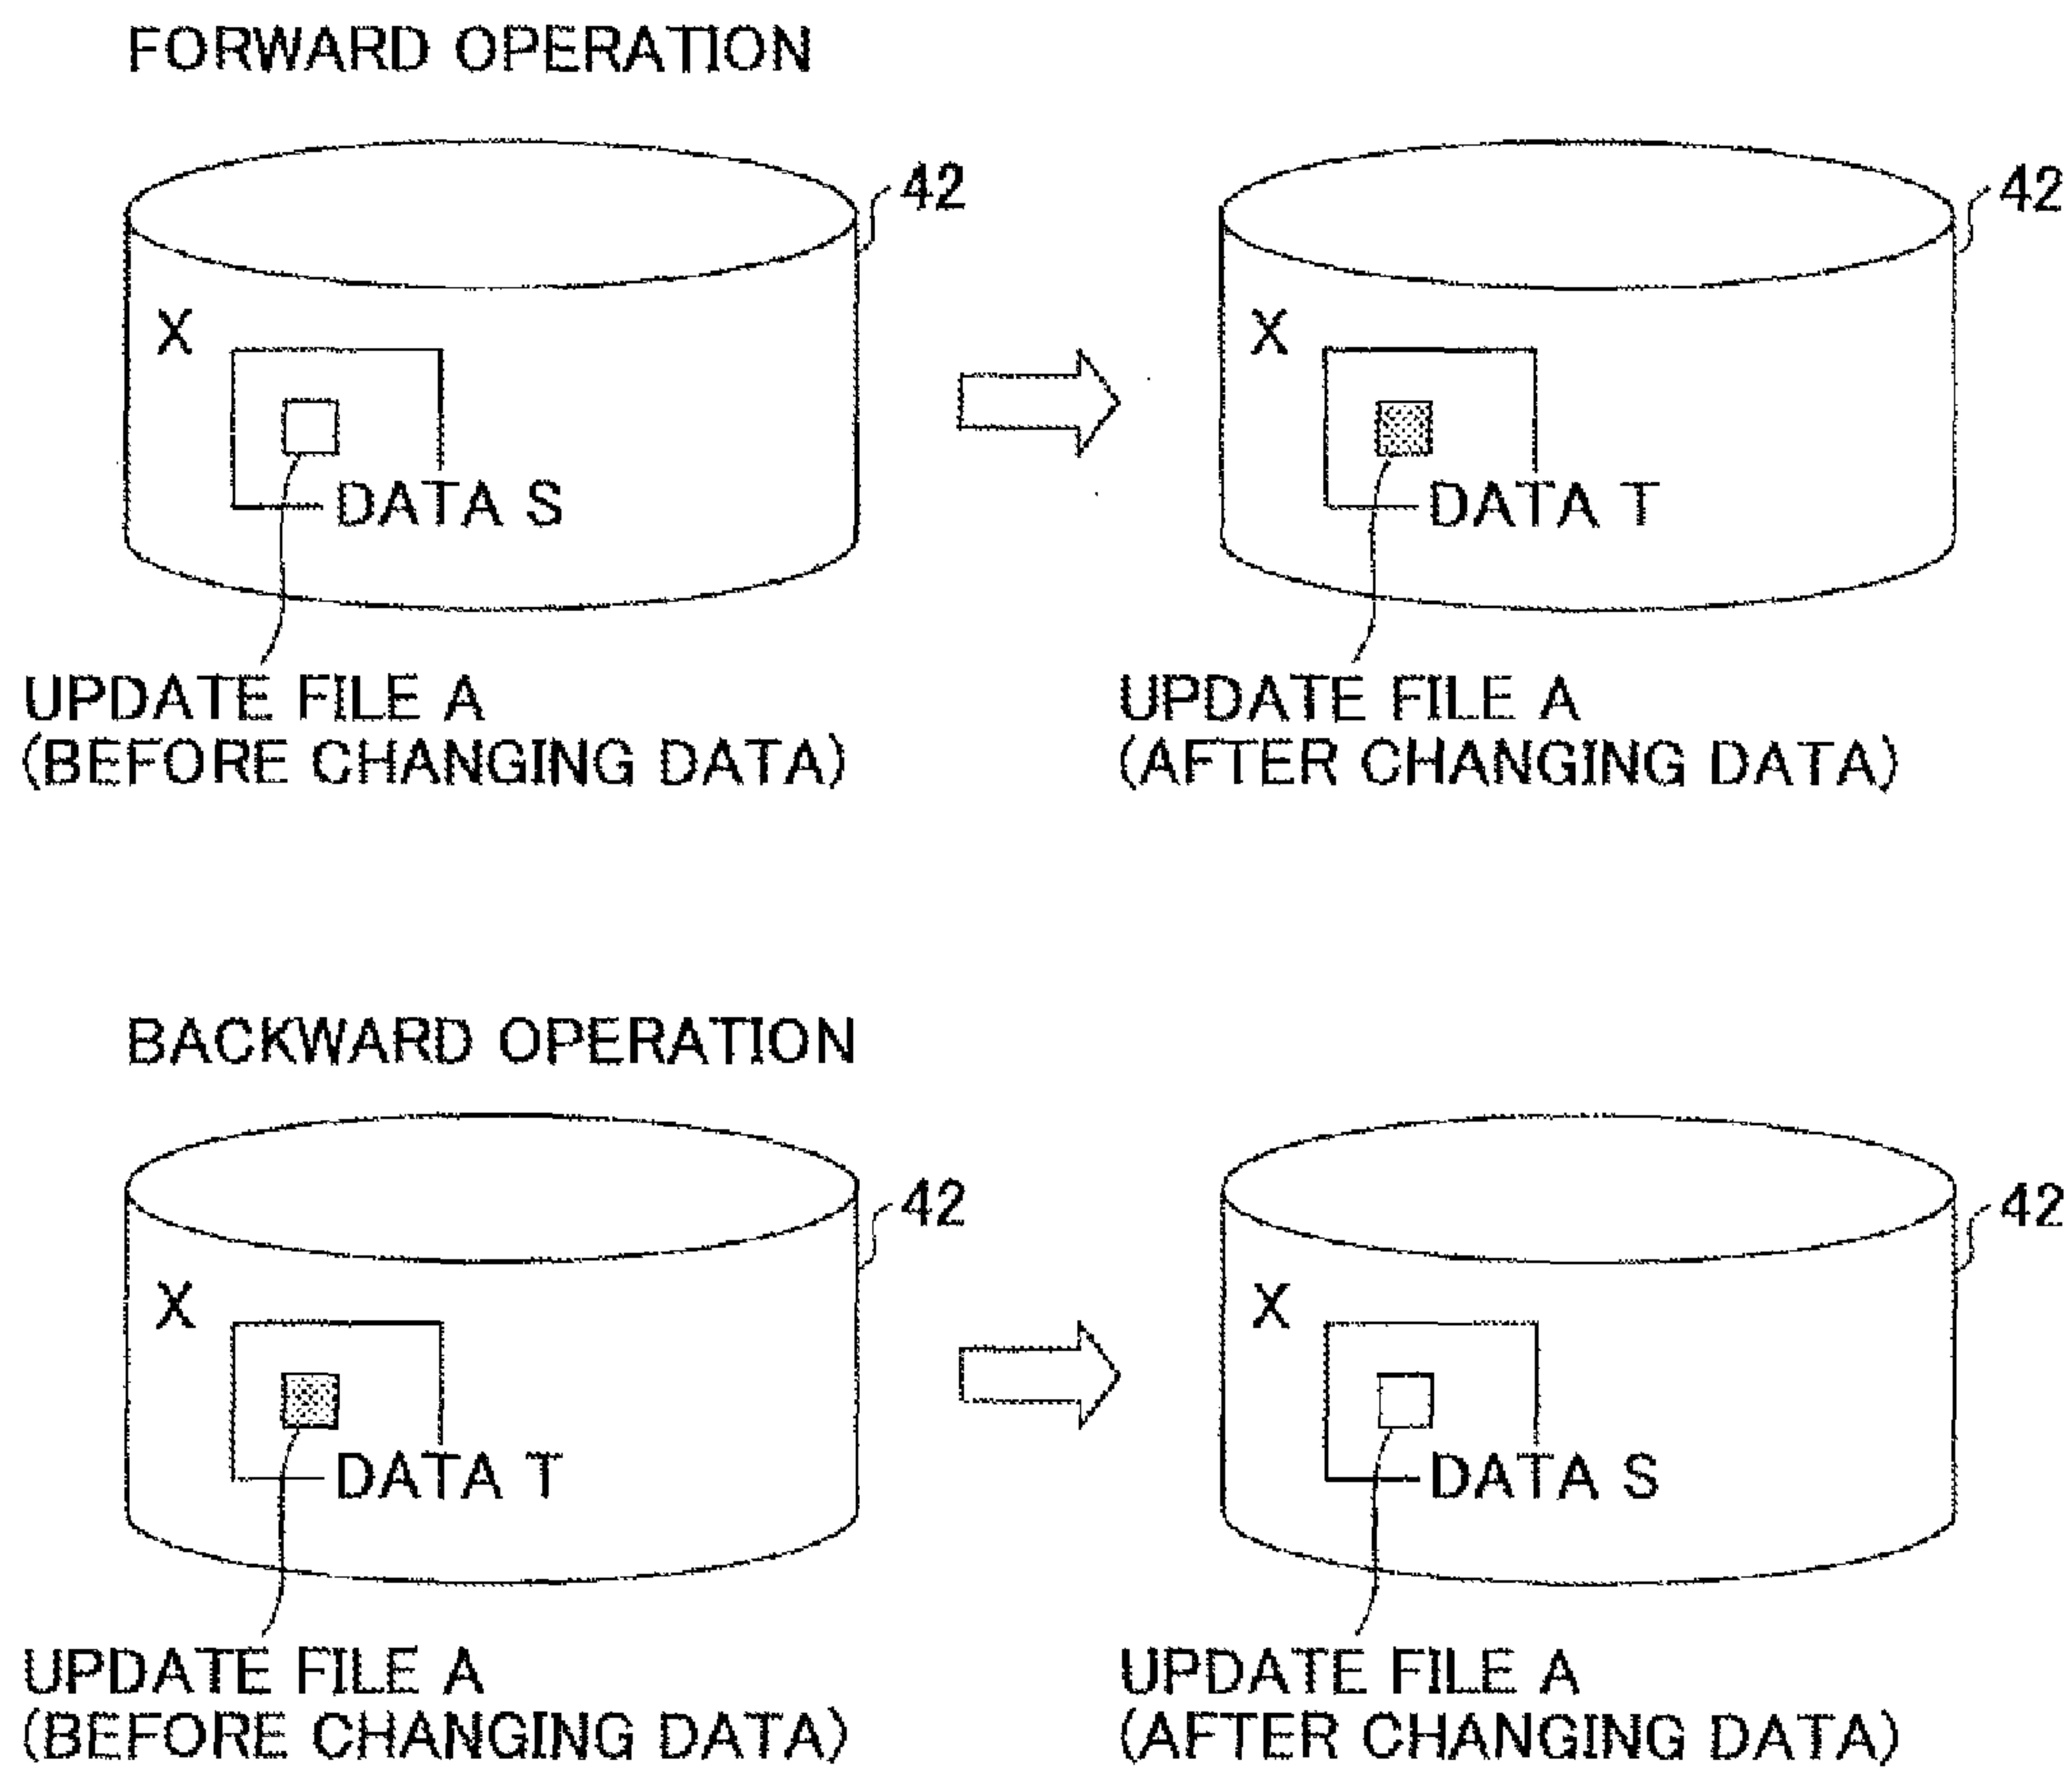 FORWARD OPERATION
42
42
X
X
DATA S
DATA T
UPDATE FILE A
(BEFORE CHANGING DATA)
UPDATE FILE A
(AFTER CHANGING DATA)
BACKWARD OPERATION
42
42
X
X
DATA T
DATA S
UPDATE FILE A
(BEFORE CHANGING DATA)
UPDATE FILE A
(AFTER CHANGING DATA)